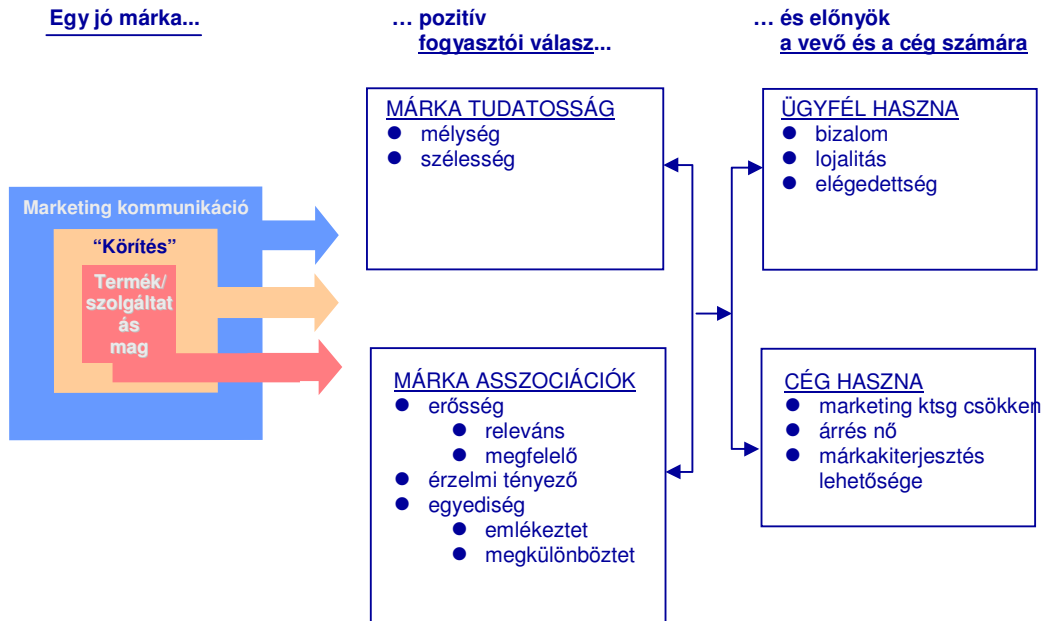 Egy jó márka...
... pozitív
fogyasztói válasz...
... és előnyök
a vevő és a cég számára
Marketing kommunikáció
“Körítés”
Termék/
szolgáltat
ás
mag
MÁRKA TUDATOSSÁG
● mélység
● szélesség
MÁRKA ASSZOCIÁCIÓK
● erősség
● releváns
● megfelelő
● érzelmi tényező
● egyediség
● emlékeztet
● megkülönböztet
ÜGYFÉL HASZNA
● bizalom
● lojalitás
● elégedettség
CÉG HASZNA
● marketing ktsg csökken
● árrés nő
● márkakiterjesztés
lehetősége